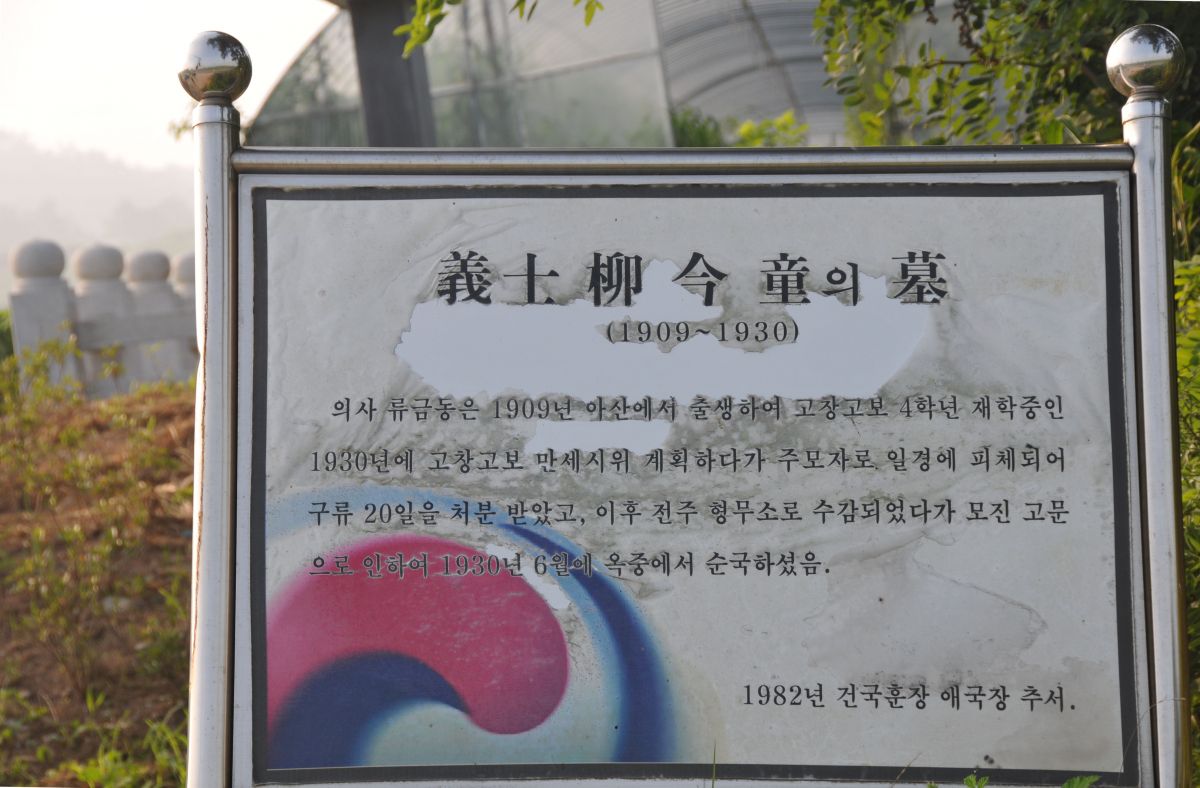 義士 柳 今 童의 墓
(1909~1930)
의사 류금동은 1909년 아산에서 출생하여 고창고보 4학년 재학중인
1930년에 고창고보 만세시위 계획하다가 주모자로 일경에 피체되어
구류 20일을 처분 받았고, 이후 전주 형무소로 수감되었다가 모진 고문
으로 인하여 1930년 6월에 옥중에서 순국하셨음.
1982년 건국훈장 애국장 추서.